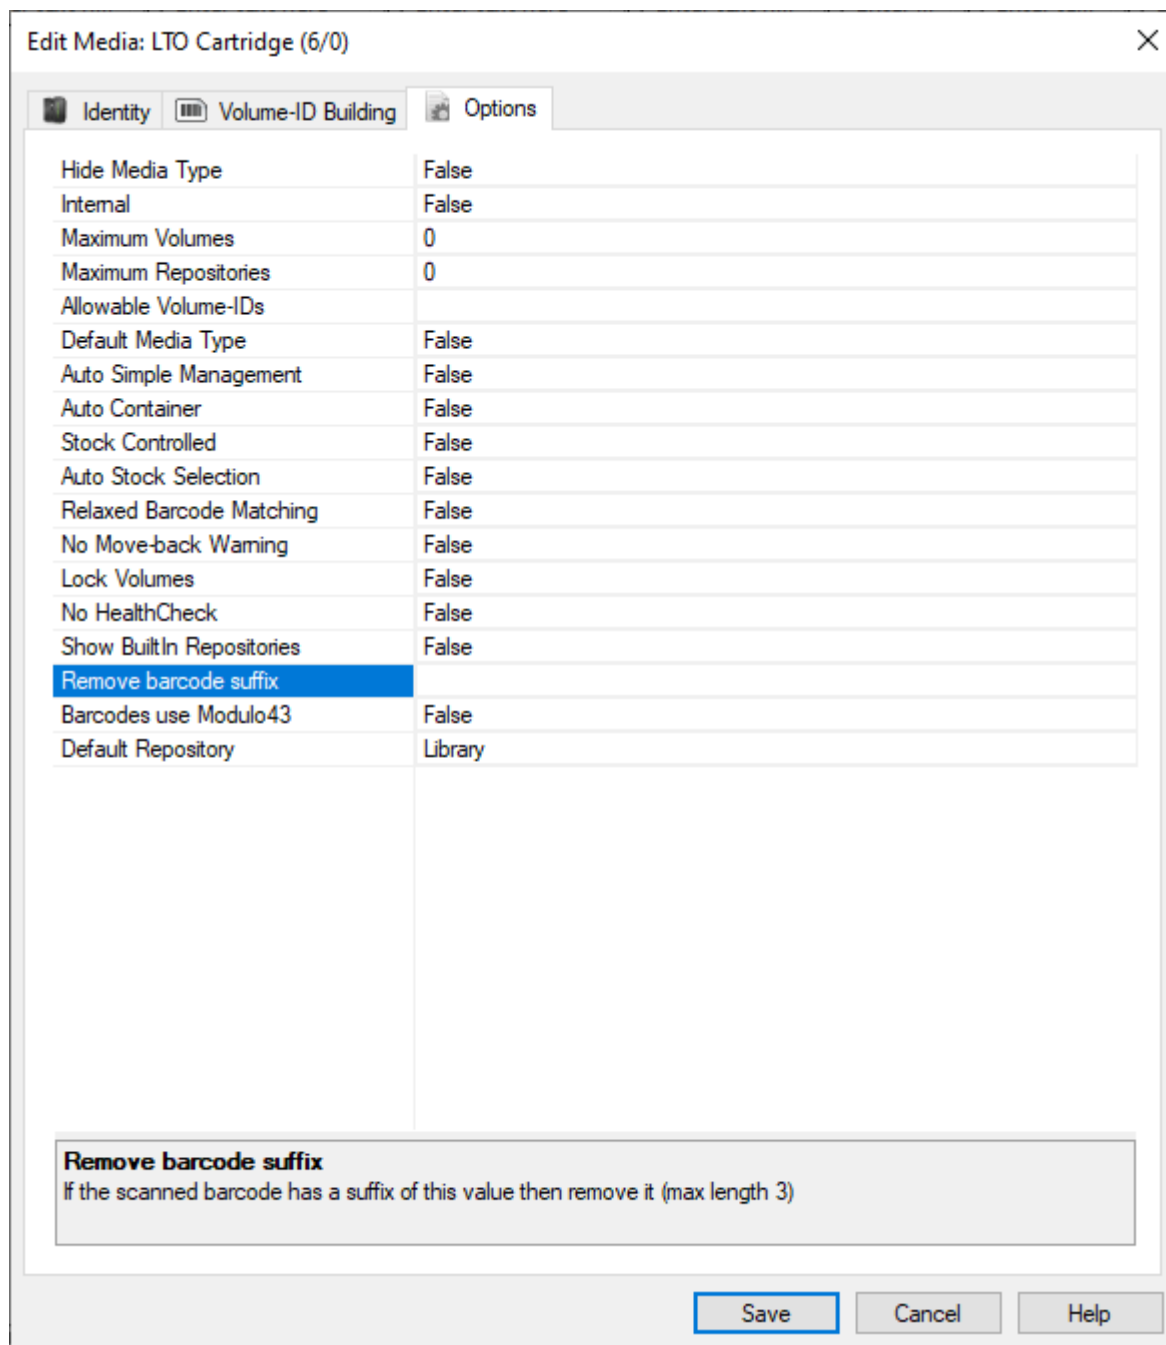 Edit Media: LTO Cartridge (6/0)
Identity Volume-ID Building Options
Hide Media Type False
Internal False
Maximum Volumes 0
Maximum Repositories 0
Allowable Volume-IDs
Default Media Type False
Auto Simple Management False
Auto Container False
Stock Controlled False
Auto Stock Selection False
Relaxed Barcode Matching False
No Move-back Warning False
Lock Volumes False
No HealthCheck False
Show BuiltIn Repositories False
Remove barcode suffix
Barcodes use Modulo43 False
Default Repository Library
Remove barcode suffix
If the scanned barcode has a suffix of this value then remove it (max length 3)
Save Cancel Help